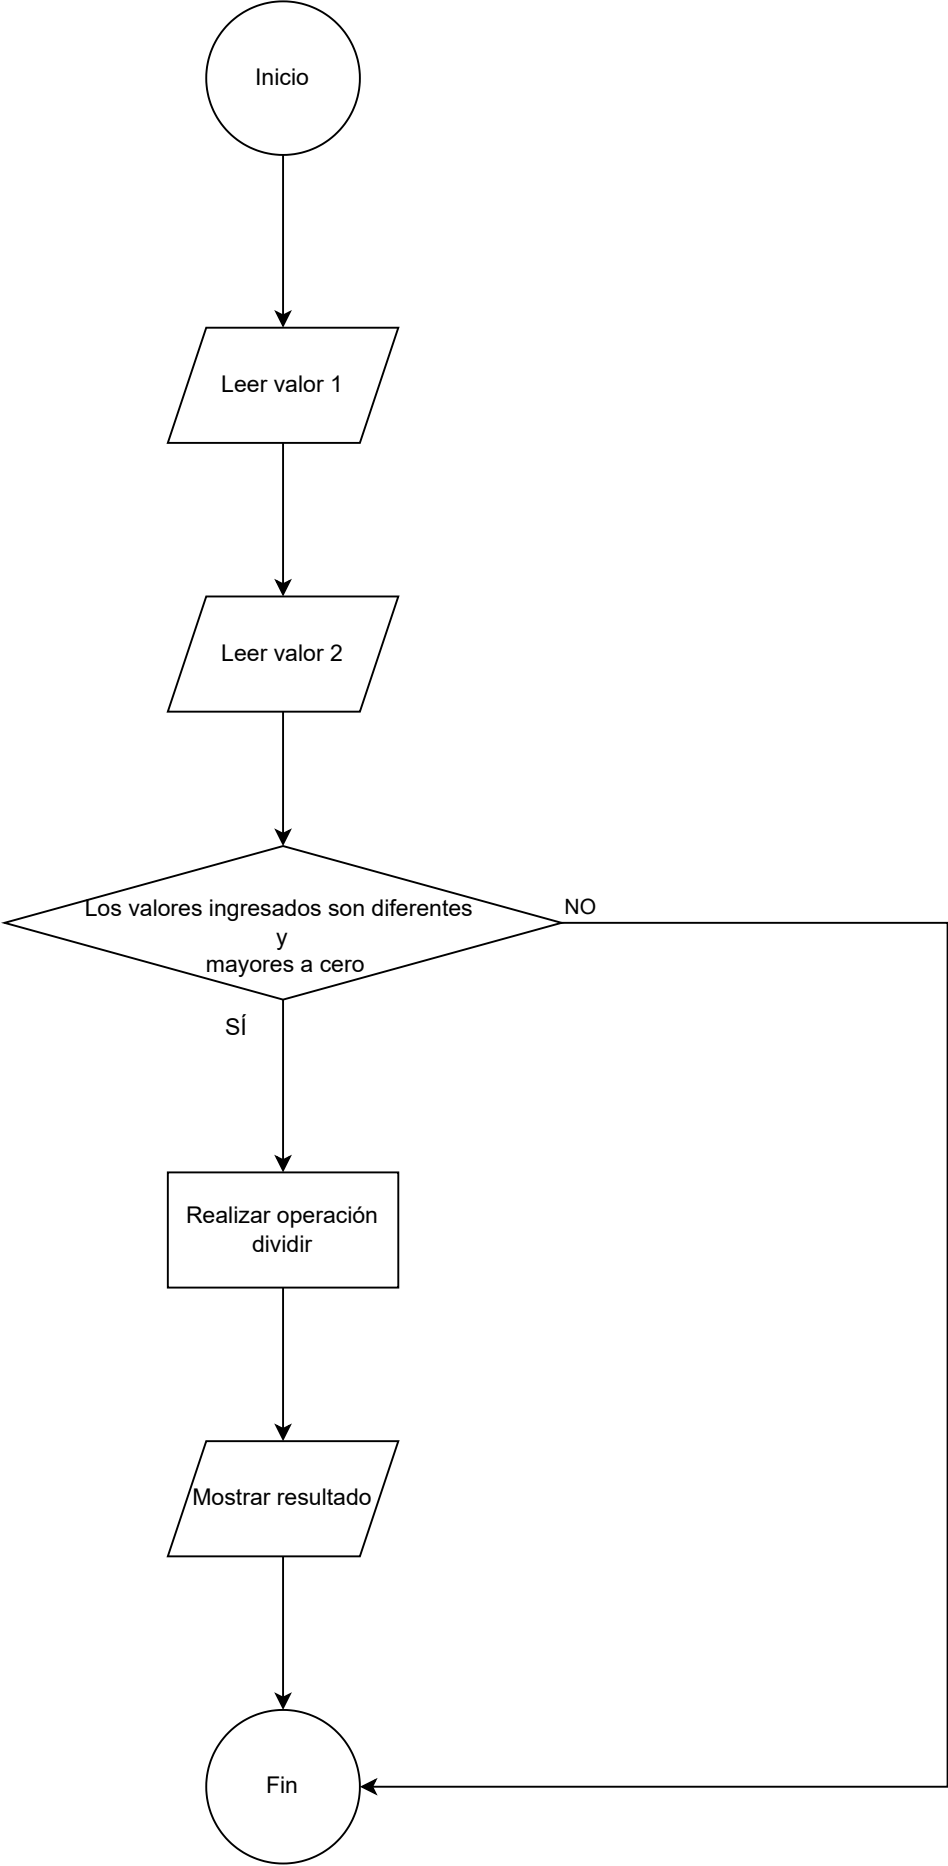 Inicio
Leer valor 1
Leer valor 2
Los valores ingresados son diferentes
y
mayores a cero
NO
SÍ
Realizar operación
dividir
Mostrar resultado
Fin